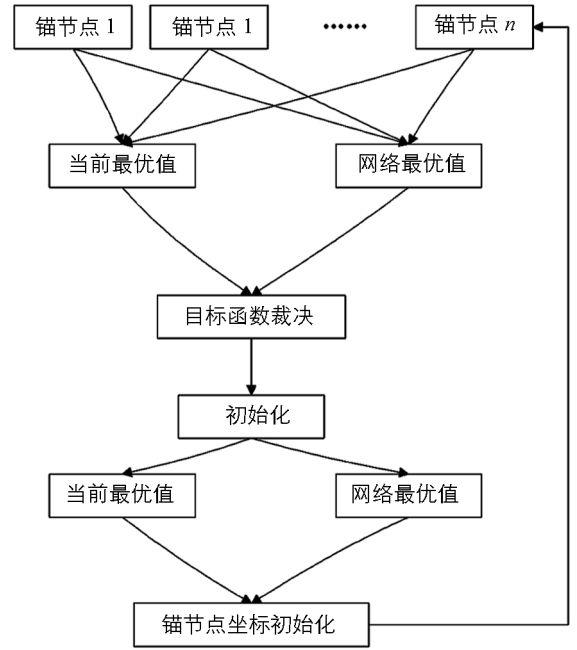 锚节点 1 锚节点 1 …… 锚节点 n
当前最优值 网络最优值
目标函数裁决
初始化
当前最优值 网络最优值
锚节点坐标初始化